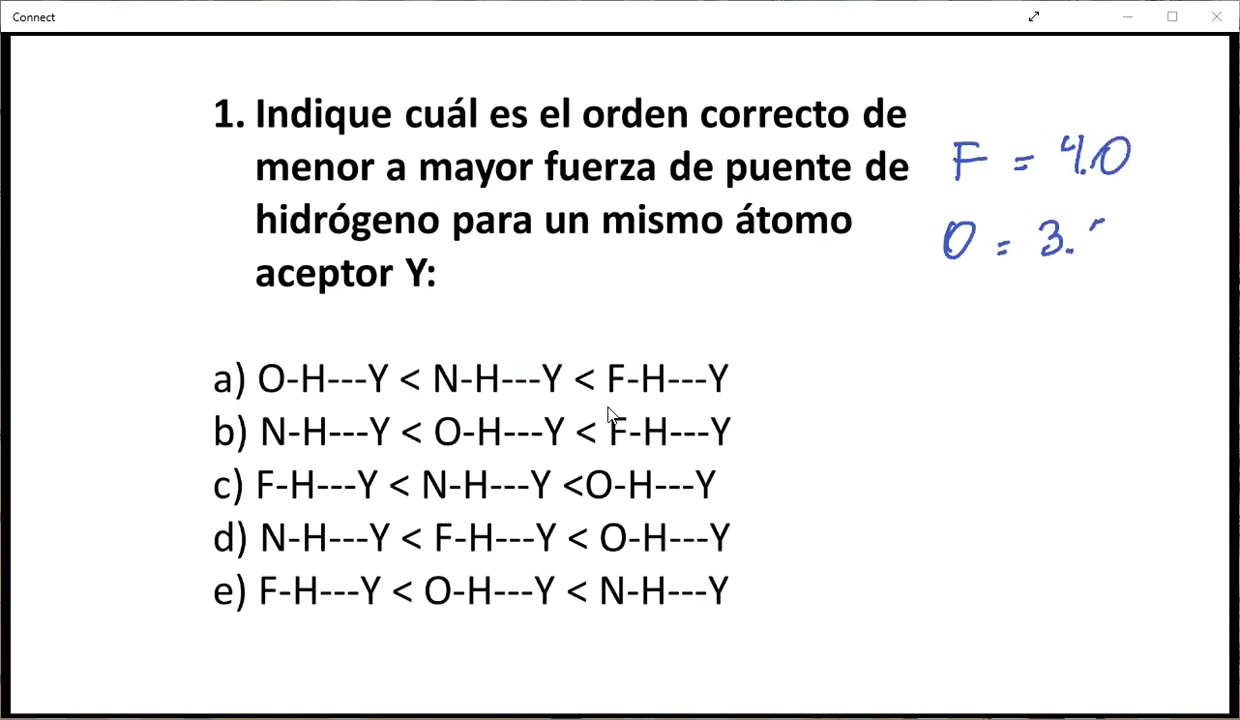 Connect
1. Indique cuál es el orden correcto de
menor a mayor fuerza de puente de
hidrógeno para un mismo átomo
aceptor Y:
F = 4.0
O = 3.
a) O-H---Y < N-H---Y < F-H---Y
b) N-H---Y < O-H---Y < F-H---Y
c) F-H---Y < N-H---Y <O-H---Y
d) N-H---Y < F-H---Y < O-H---Y
e) F-H---Y < O-H---Y < N-H---Y